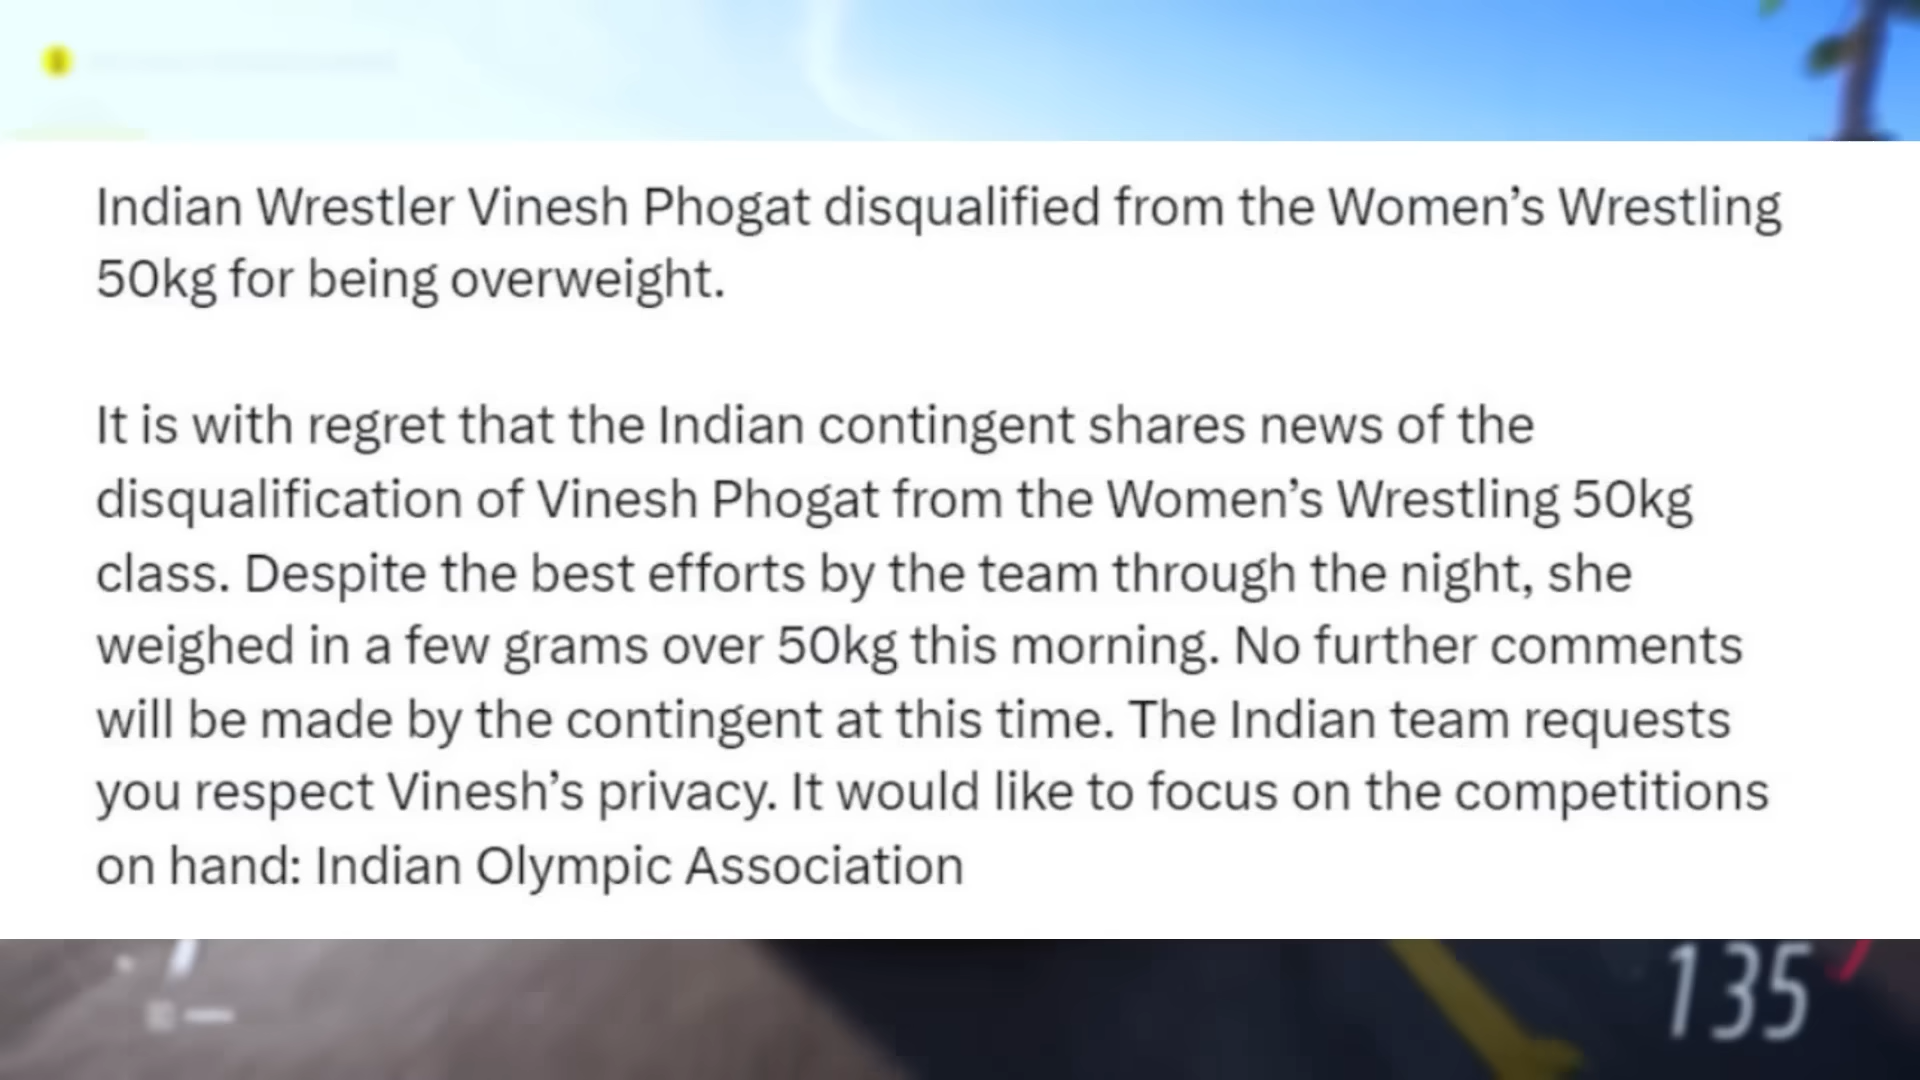 Indian Wrestler Vinesh Phogat disqualified from the Women’s Wrestling
50kg for being overweight.
It is with regret that the Indian contingent shares news of the
disqualification of Vinesh Phogat from the Women’s Wrestling 50kg
class. Despite the best efforts by the team through the night, she
weighed in a few grams over 50kg this morning. No further comments
will be made by the contingent at this time. The Indian team requests
you respect Vinesh’s privacy. It would like to focus on the competitions
on hand: Indian Olympic Association
135